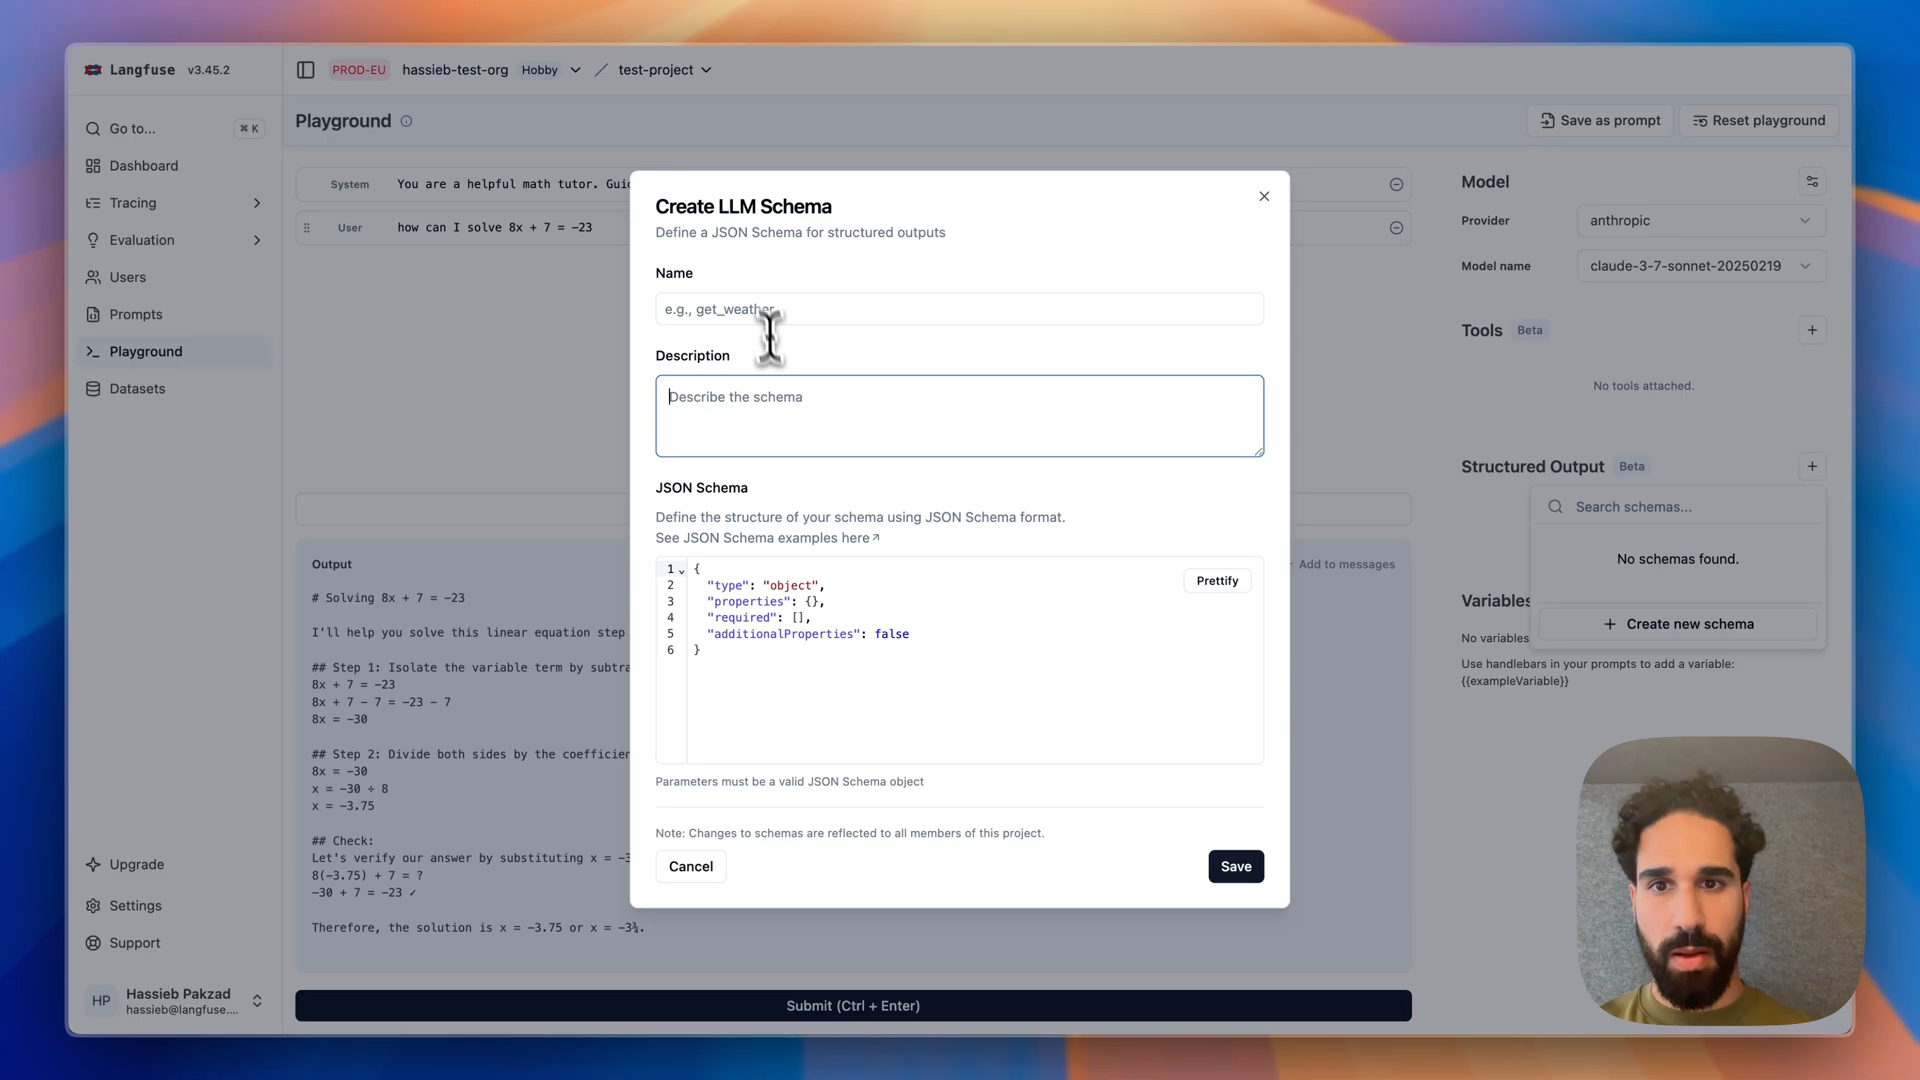 Langfuse v3.45.2
PROD-EU hassieb-test-org Hobby / test-project
Go to... ⌘ K
Dashboard
Tracing
Evaluation
Users
Prompts
Playground
Datasets
Upgrade
Settings
Support
HP Hassieb Pakzad
hassieb@langfuse....
Playground
Save as prompt
Reset playground
System You are a helpful math tutor.
User how can I solve 8x + 7 = -23
Output
Add to messages
# Solving 8x + 7 = -23
I'll help you solve this linear equation step
## Step 1: Isolate the variable term by
8x + 7 = -23
8x + 7 - 7 = -23 - 7
8x = -30
## Step 2: Divide both sides by the
8x = -30
x = -30 ÷ 8
x = -3.75
## Check:
Let's verify our answer by substituting x =
8(-3.75) + 7 = ?
-30 + 7 = -23 ✓
Therefore, the solution is x = -3.75 or x = -3¾.
Submit (Ctrl + Enter)
Create LLM Schema
Define a JSON Schema for structured outputs
Name
e.g., get_weather
Description
Describe the schema
JSON Schema
Define the structure of your schema using JSON Schema format.
See JSON Schema examples here
Prettify
1 {
2 "type": "object",
3 "properties": {},
4 "required": [],
5 "additionalProperties": false
6 }
Parameters must be a valid JSON Schema object
Note: Changes to schemas are reflected to all members of this project.
Cancel
Save
Model
Provider anthropic
Model name claude-3-7-sonnet-20250219
Tools Beta
No tools attached.
Structured Output Beta
Search schemas...
No schemas found.
+ Create new schema
Variables
No variables
Use handlebars in your prompts to add a variable:
{{exampleVariable}}